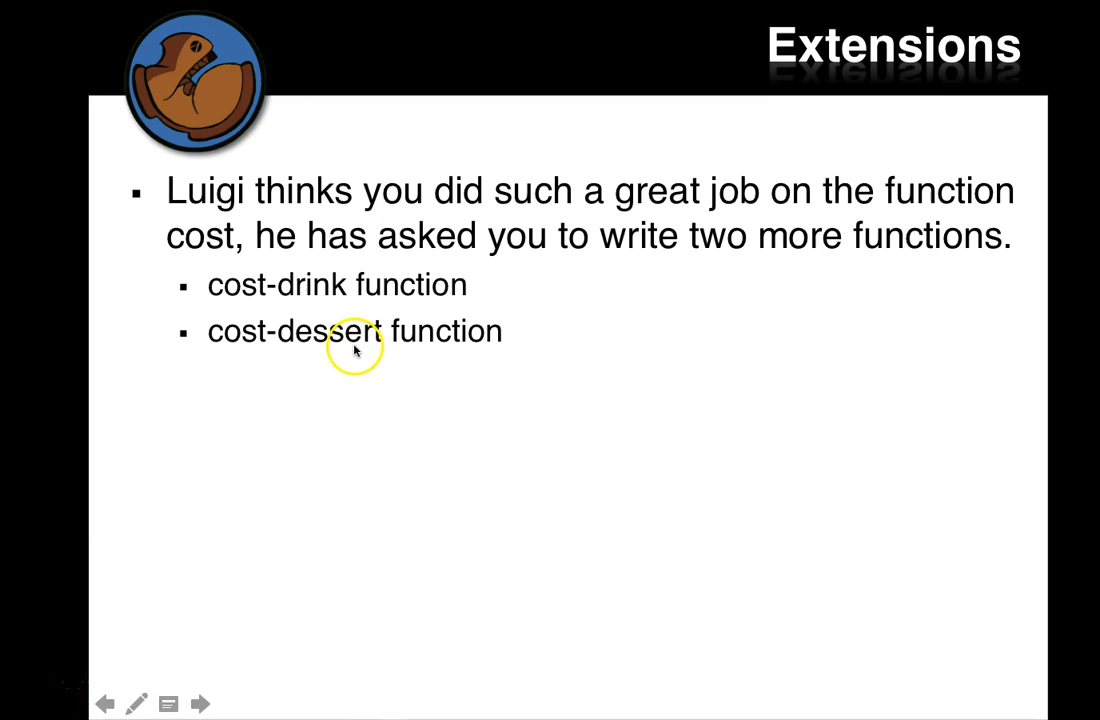 Extensions
▪ Luigi thinks you did such a great job on the function
cost, he has asked you to write two more functions.
▪ cost-drink function
▪ cost-dessert function